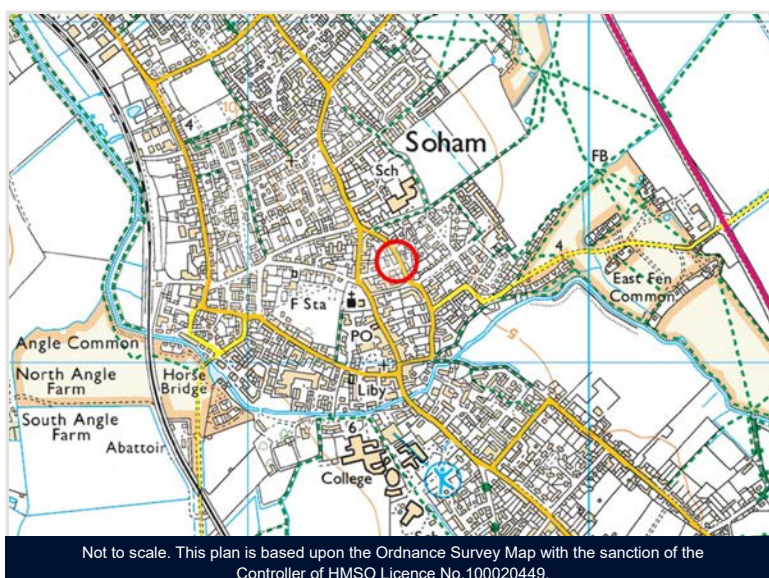 4
10
Soham
Sch
FB
4
East Fen
Common
F Sta
5
PO
Angle Common
North Angle
Farm
Horse
Bridge
Liby
South Angle
Farm
6
Abattoir
College
Not to scale. This plan is based upon the Ordnance Survey Map with the sanction of the
Controller of HMSO Licence No.100020449.